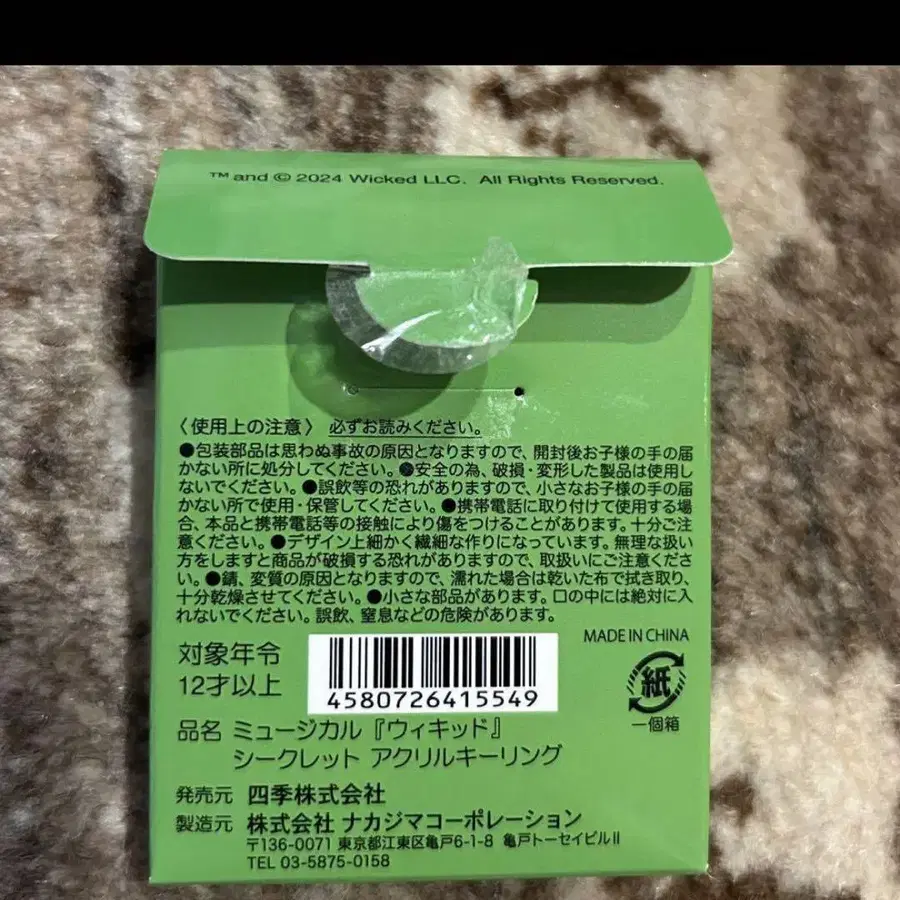 ™ and © 2024 Wicked LLC. All Rights Reserved.
〈使用上の注意〉 必ずお読みください。
●包装部品は思わぬ事故の原因となりますので、開封後お子様の手の届
かない所に処分してください。●安全の為、破損・変形した製品は使用し
ないでください。●誤飲等の恐れがありますので、小さなお子様の手の届
かない所で使用・保管してください。●携帯電話に取り付けて使用する場
合、本品と携帯電話等の接触により傷をつけることがあります。十分ご注
意ください。●デザイン上細かく繊細な作りになっています。無理な扱い
方をしますと商品が破損する恐れがありますので、取扱いにご注意くださ
い。●錆、変質の原因となりますので、濡れた場合は乾いた布で拭き取り、
十分乾燥させてください。●小さな部品があります。口の中には絶対に入
れないでください。誤飲、窒息などの危険があります。
MADE IN CHINA
対象年令
12才以上
4580726415549
紙
一個箱
品名 ミュージカル『ウィキッド』
シークレット アクリルキーリング
発売元 四季株式会社
製造元 株式会社 ナカジマコーポレーション
〒136-0071 東京都江東区亀戸6-1-8 亀戸トーセイビルⅡ
TEL 03-5875-0158